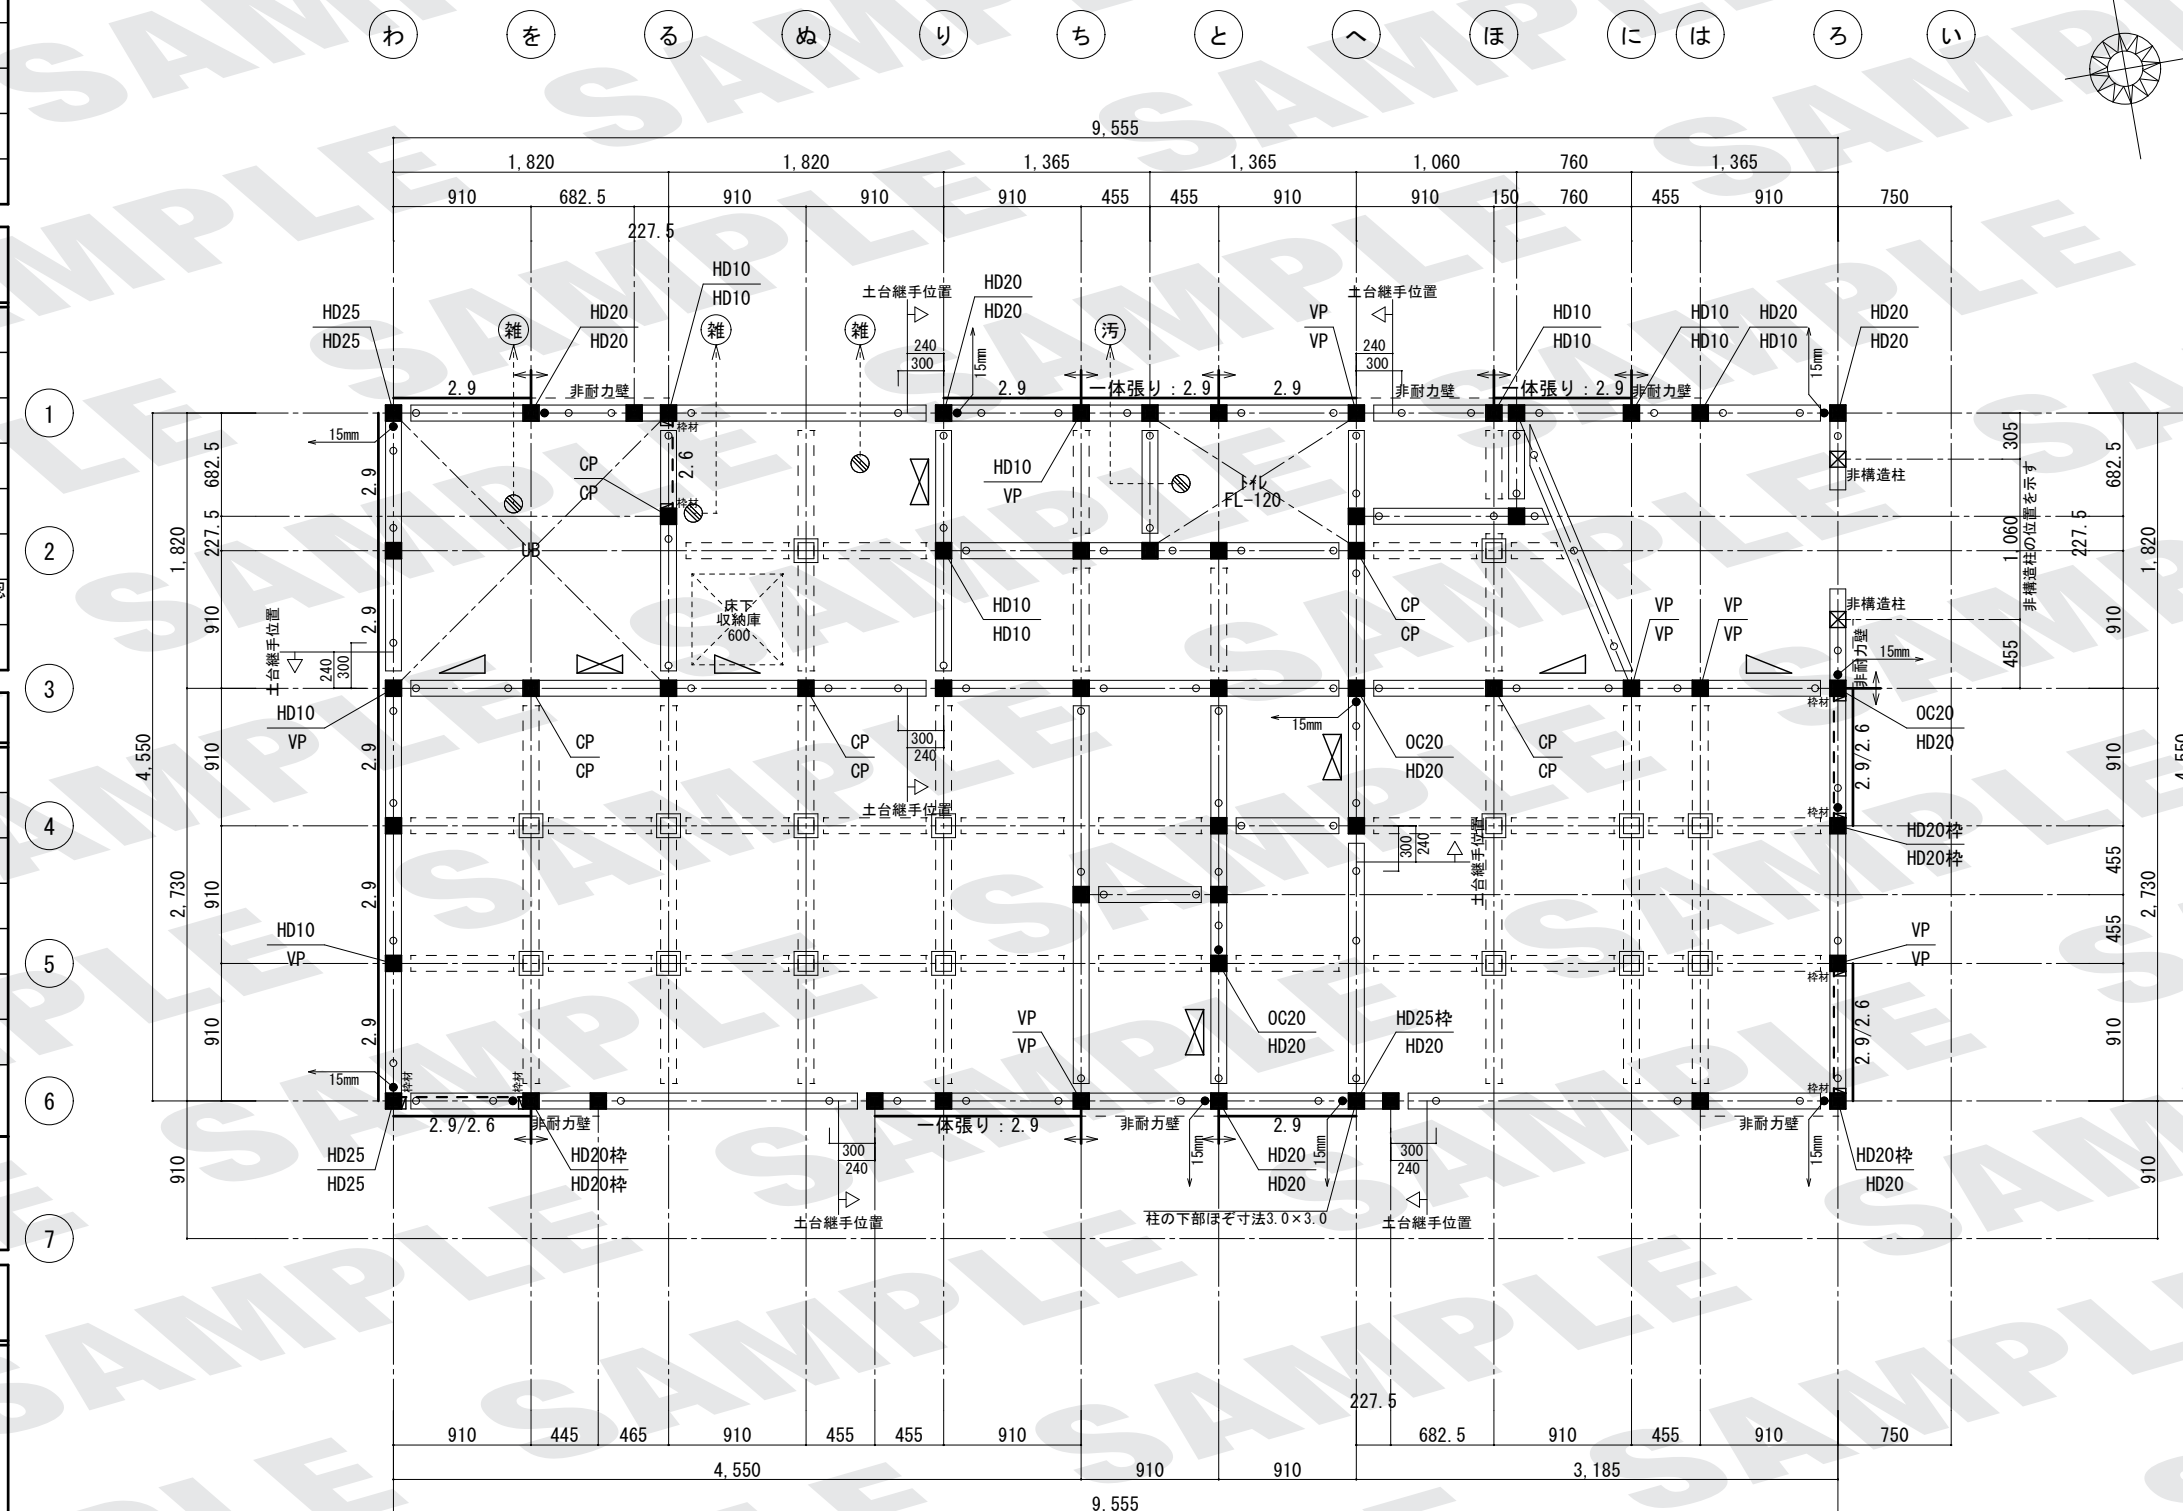 わ を る ぬ り ち と へ ほ に は ろ い
9,555
1,820 1,820 1,365 1,365 1,060 760 1,365
910 682.5 910 910 910 455 455 910 910 150 760 455 910 750
227.5
HD10
HD10
HD25
HD25
雑
HD20
HD20
雑
雑
土台継手位置
240
300
HD20
HD20
15mm
汚
VP
VP
土台継手位置
240
300
HD10
HD10
HD10
HD10
HD20
HD10
15mm
HD20
HD20
2.9 非耐力壁 2.9 一体張り：2.9 2.9 非耐力壁 一体張り：2.9 非耐力壁
1
15mm
枠材
2.6
枠材
CP
CP
2.9
HD10
VP
トイレ
FL-120
非構造柱
305
1,060
455
非構造柱の位置を示す
682.5
227.5
910
1,820
682.5
227.5
910
1,820
2
UB
床下
収納庫
600
HD10
HD10
CP
CP
VP
VP
VP
VP
非構造柱
非耐力壁
15mm
土台継手位置
240
300
2.9
3
HD10
VP
CP
CP
CP
CP
300
240
土台継手位置
15mm
OC20
HD20
CP
CP
枠材
OC20
HD20
2.9/2.6
2.9
4,550
2,730
910
910
910
910
455
455
910
2,730
4,550
4
300
240
土台継手位置
HD20枠
HD20枠
2.9
5
HD10
VP
VP
VP
枠材
2.9/2.6
2.9
VP
VP
OC20
HD20
HD25枠
HD20
15mm
枠材
枠材
枠材
6
2.9/2.6 非耐力壁 一体張り：2.9 非耐力壁 2.9 非耐力壁
HD25
HD25
HD20枠
HD20枠
300
240
土台継手位置
15mm
HD20
HD20
15mm
柱の下部ほぞ寸法3.0×3.0
300
240
土台継手位置
15mm
HD20枠
HD20
910
910
7
227.5
910 445 465 910 455 455 910 682.5 910 455 910 750
4,550 910 910 3,185
9,555
SAMPLE